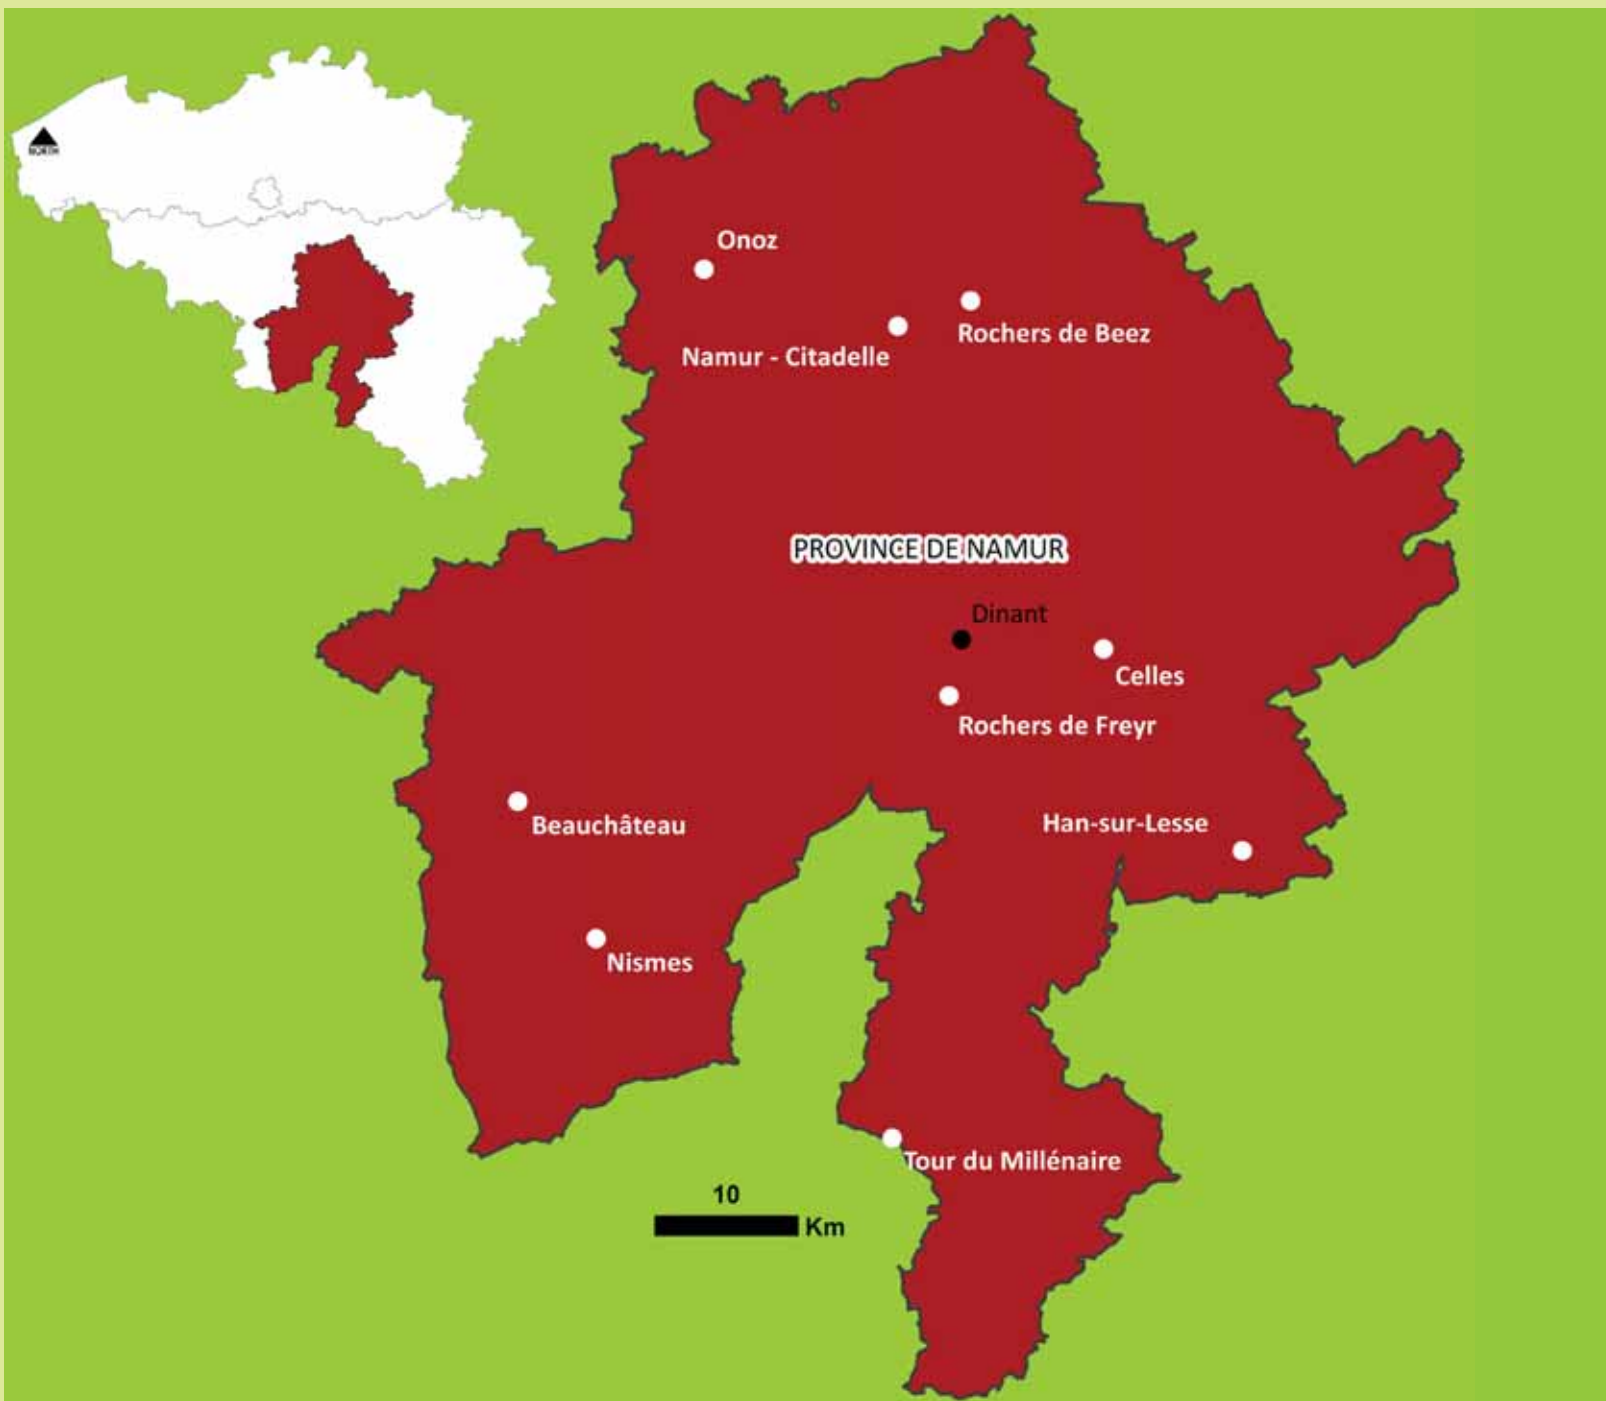 NORTH
Onoz
Rochers de Beez
Namur - Citadelle
PROVINCE DE NAMUR
Dinant
Celles
Rochers de Freyr
Beauchâteau
Han-sur-Lesse
Nismes
Tour du Millénaire
10
Km